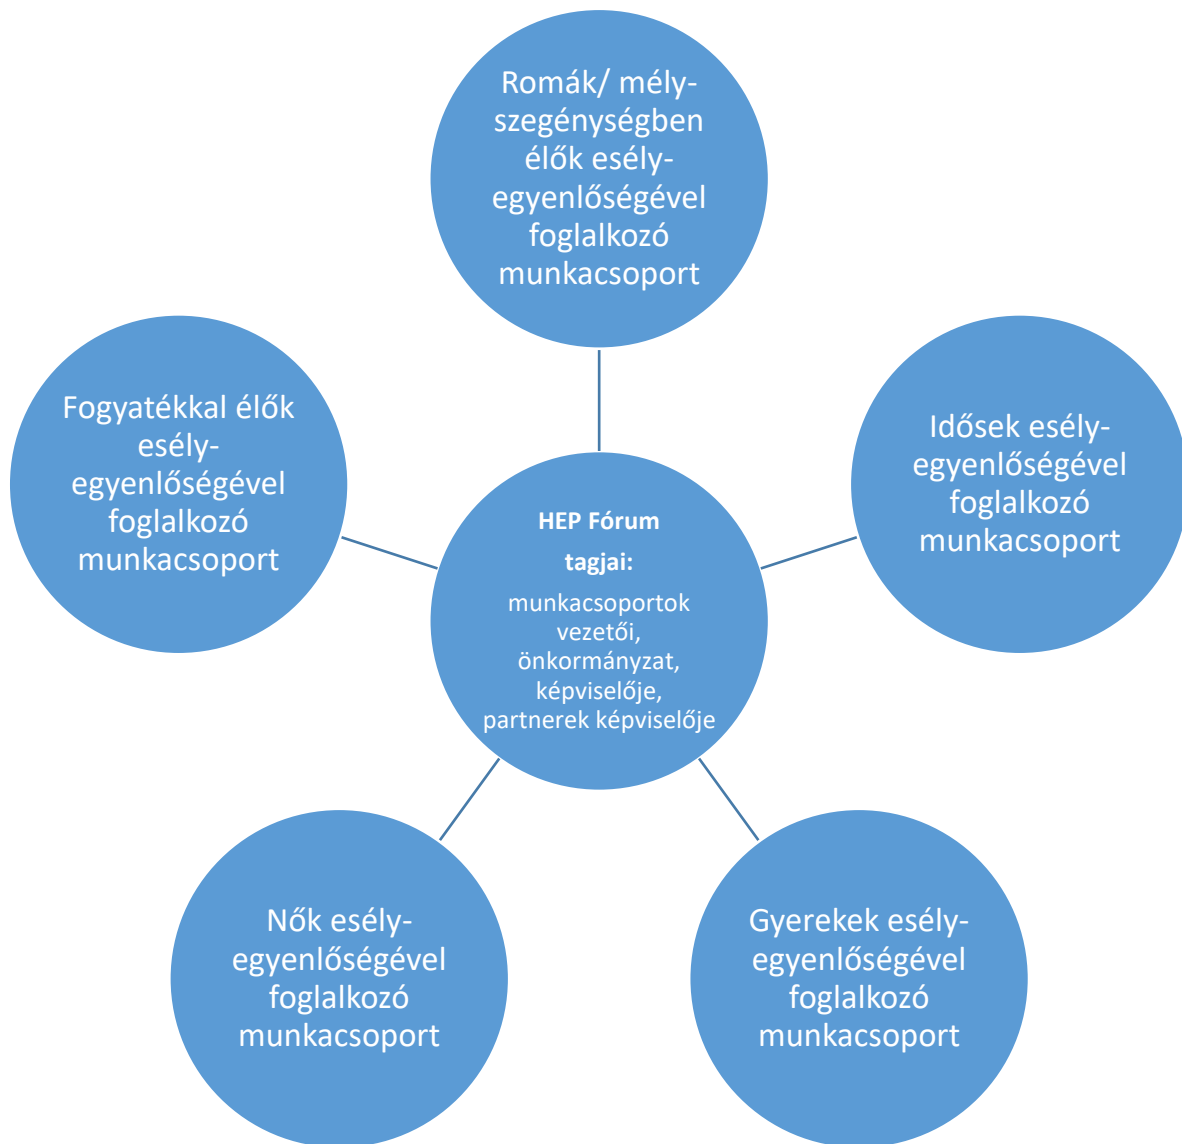 Romák/ mély-
szegénységben
élők esély-
egyenlőségével
foglalkozó
munkacsoport
Idősek esély-
egyenlőségével
foglalkozó
munkacsoport
Gyerekek esély-
egyenlőségével
foglalkozó
munkacsoport
Nők esély-
egyenlőségével
foglalkozó
munkacsoport
Fogyatékkal élők
esély-
egyenlőségével
foglalkozó
munkacsoport
HEP Fórum
tagjai:
munkacsoportok
vezetői,
önkormányzat,
képviselője,
partnerek képviselője